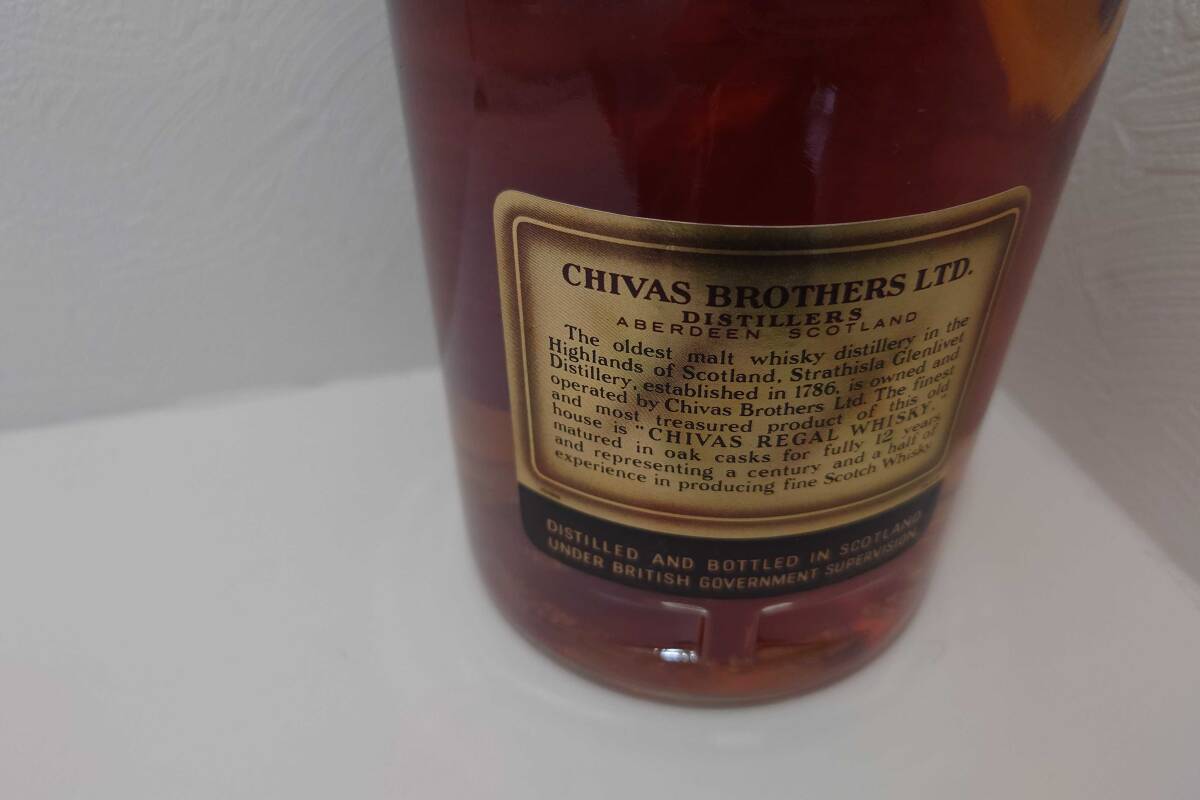 CHIVAS BROTHERS LTD.
DISTILLERS
ABERDEEN SCOTLAND
The oldest malt whisky distillery in the
Highlands of Scotland, Strathisla Glenlivet
Distillery, established in 1786, is owned and
operated by Chivas Brothers Ltd. The finest
and most treasured product of this old
house is "CHIVAS REGAL WHISKY,"
matured in oak casks for fully 12 years
and representing a century and a half of
experience in producing fine Scotch Whisky.
DISTILLED AND BOTTLED IN SCOTLAND
UNDER BRITISH GOVERNMENT SUPERVISION.